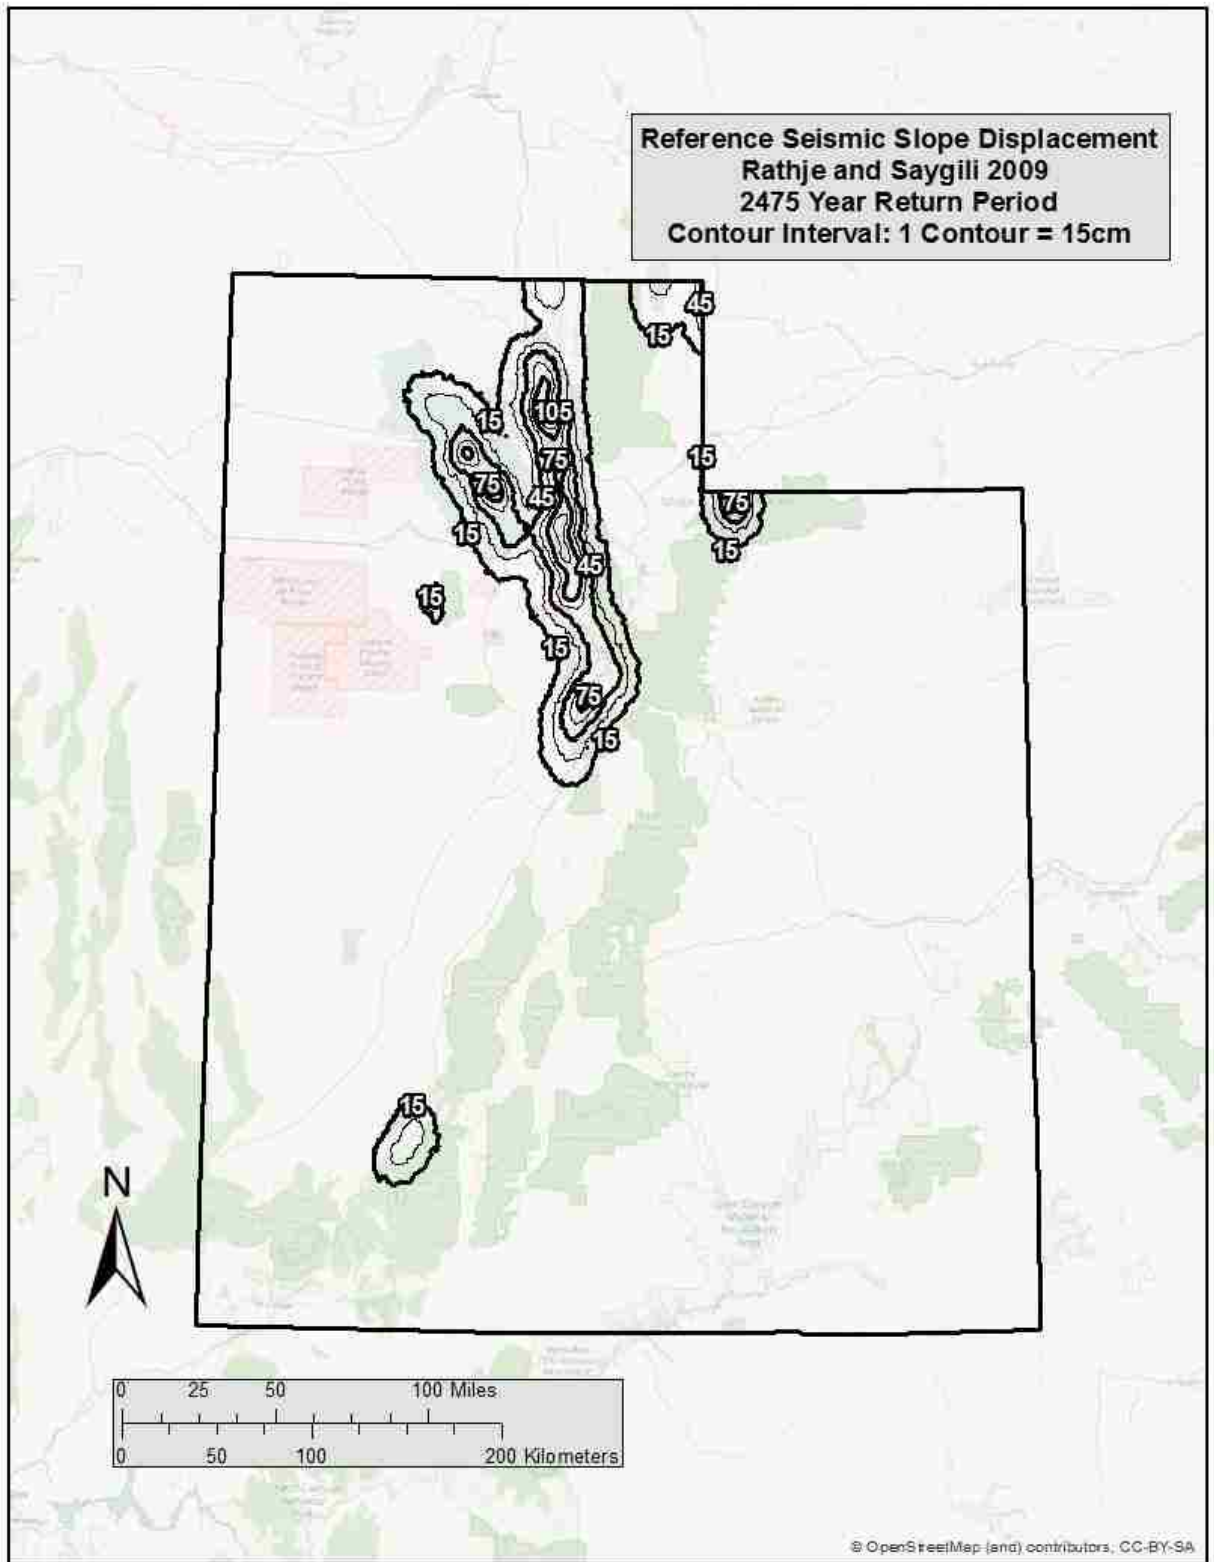 Reference Seismic Slope Displacement
Rathje and Saygili 2009
2475 Year Return Period
Contour Interval: 1 Contour = 15cm
45
15
105
15
75
15
75
45
75
15
15
45
15
15
75
15
15
N
0 25 50 100 Miles
0 50 100 200 Kilometers
© OpenStreetMap (and) contributors, CC-BY-SA